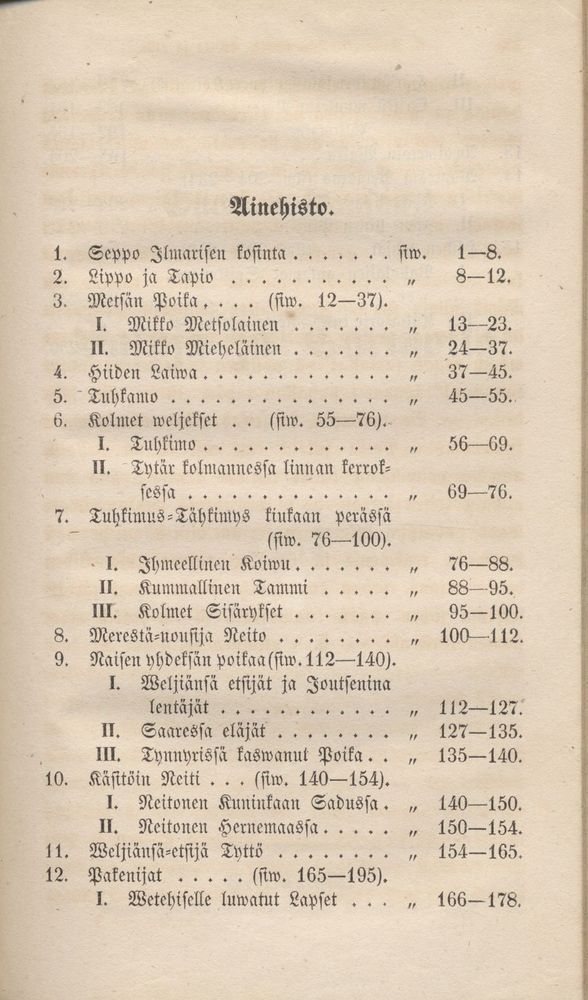 Ainehisto.
1. Seppo Ilmarisen kosinta . . . . . . . siw. 1—8.
2. Lippo ja Tapio . . . . . . . . . . . „ 8—12.
3. Metsän Poika . . . . (siw. 12—37).
I. Mikko Metsolainen . . . . . . . „ 13—23.
II. Mikko Mieheläinen . . . . . . . „ 24—37.
4. Hiiden Laiwa . . . . . . . . . . . . . „ 37—45.
5. Tuhkamo . . . . . . . . . . . . . . . . „ 45—55.
6. Kolmet weljekset . . (siw. 55—76).
I. Tuhkimo . . . . . . . . . . . . . „ 56—69.
II. Tytär kolmannessa linnan kerrok-
sessa . . . . . . . . . . . . . . „ 69—76.
7. Tuhkimus-Tähkimys kiukaan perässä
(siw. 76—100).
I. Ihmeellinen Koiwu . . . . . . . „ 76—88.
II. Kummallinen Tammi . . . . . „ 88—95.
III. Kolmet Sisärykset . . . . . . . „ 95—100.
8. Merestä-nousija Neito . . . . . . . . „ 100—112.
9. Naisen yhdeksän poikaa (siw. 112—140).
I. Weljiänsä etsijät ja Joutsenina
lentäjät . . . . . . . . . . . . „ 112—127.
II. Saaressa eläjät . . . . . . . . . „ 127—135.
III. Tynnyrissä kaswanut Poika . . „ 135—140.
10. Käsitöin Neiti . . . (siw. 140—154).
I. Neitonen Kuninkaan Sadussa . „ 140—150.
II. Neitonen Hernemaassa . . . . . „ 150—154.
11. Weljiänsä-etsijä Tyttö . . . . . . . . „ 154—165.
12. Pakenijat . . . . . (siw. 165—195).
I. Wetehiselle luwatut Lapset . . . „ 166—178.